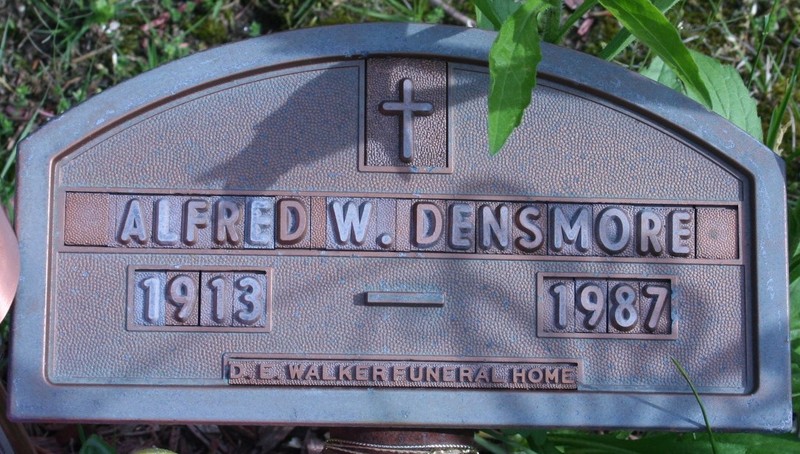 ALFRED W. DENSMORE
1913 — 1987
D. E. WALKER FUNERAL HOME